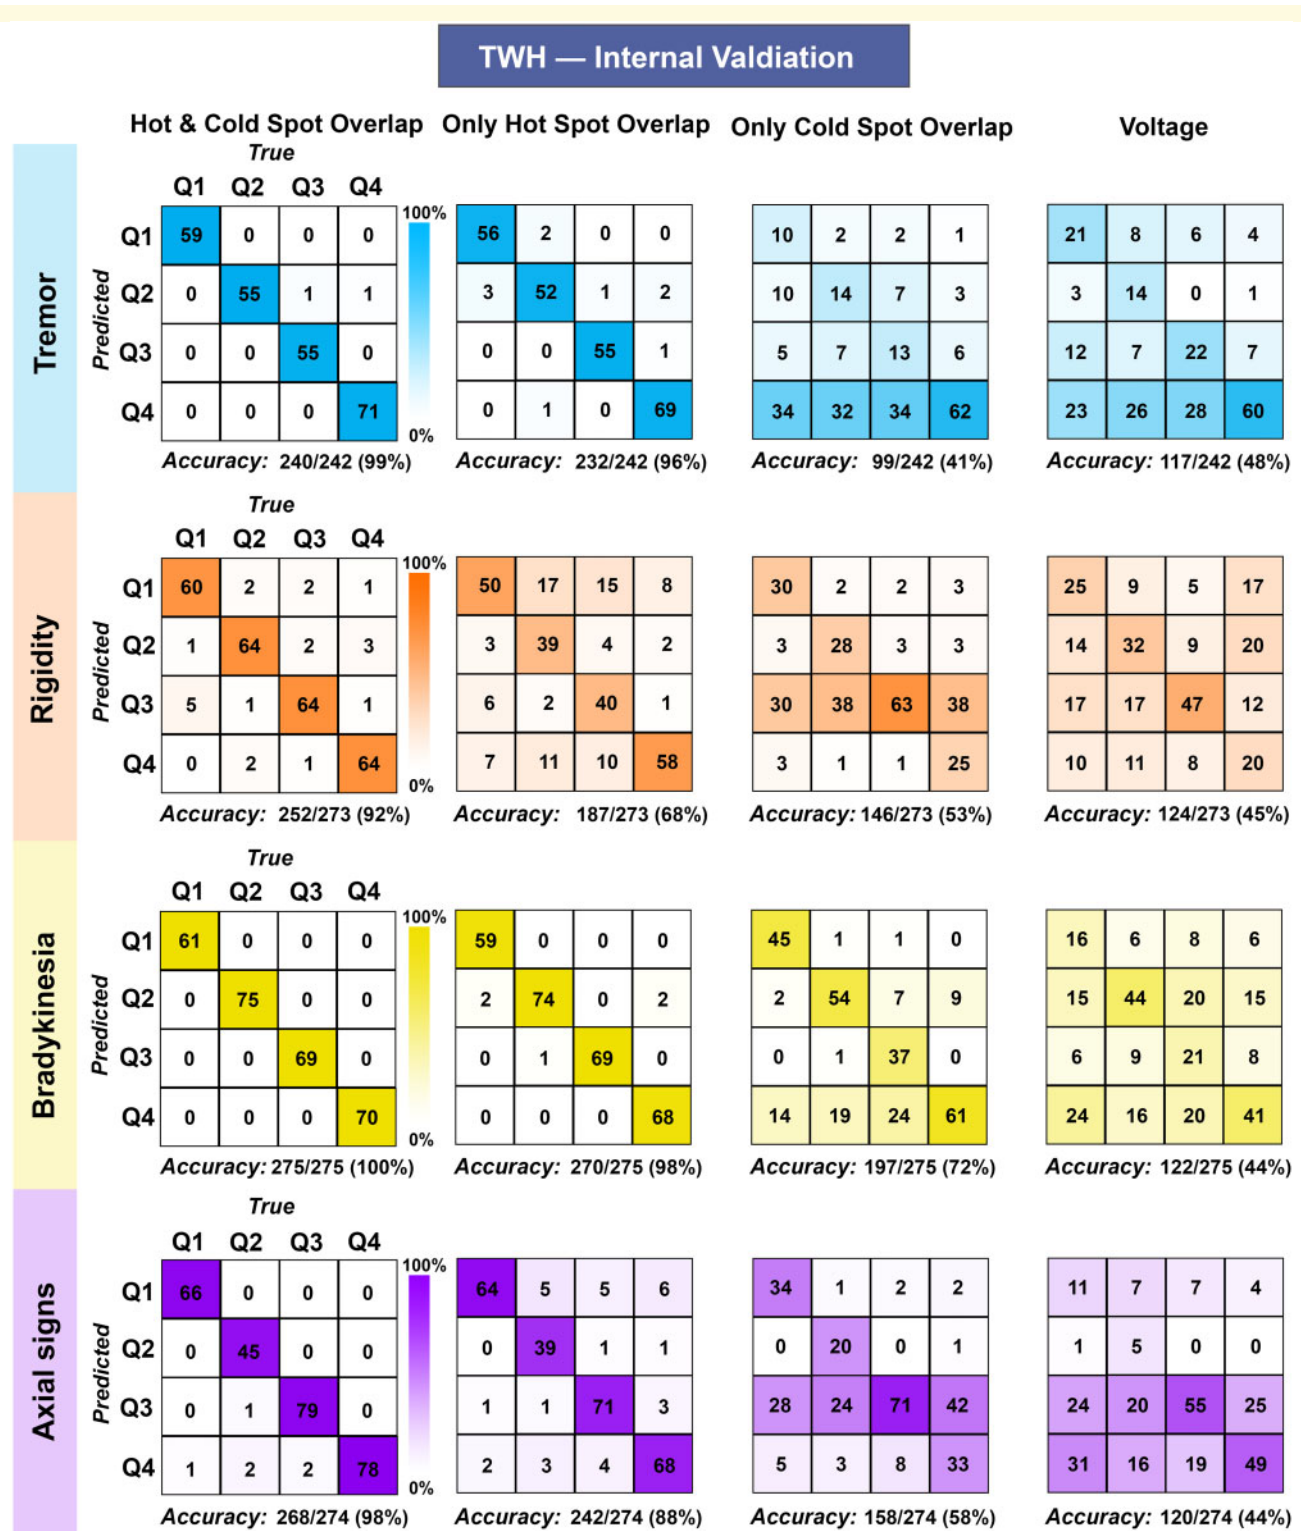 TWH — Internal Valdiation
Hot & Cold Spot Overlap Only Hot Spot Overlap Only Cold Spot Overlap Voltage
Tremor
True
Q1 Q2 Q3 Q4
Predicted
Q1 59 0 0 0 100% 56 2 0 0 10 2 2 1 21 8 6 4
Q2 0 55 1 1 3 52 1 2 10 14 7 3 3 14 0 1
Q3 0 0 55 0 0 0 55 1 5 7 13 6 12 7 22 7
Q4 0 0 0 71 0% 0 1 0 69 34 32 34 62 23 26 28 60
Accuracy: 240/242 (99%) Accuracy: 232/242 (96%) Accuracy: 99/242 (41%) Accuracy: 117/242 (48%)
Rigidity
True
Q1 Q2 Q3 Q4
Predicted
Q1 60 2 2 1 100% 50 17 15 8 30 2 2 3 25 9 5 17
Q2 1 64 2 3 3 39 4 2 3 28 3 3 14 32 9 20
Q3 5 1 64 1 6 2 40 1 30 38 63 38 17 17 47 12
Q4 0 2 1 64 0% 7 11 10 58 3 1 1 25 10 11 8 20
Accuracy: 252/273 (92%) Accuracy: 187/273 (68%) Accuracy: 146/273 (53%) Accuracy: 124/273 (45%)
Bradykinesia
True
Q1 Q2 Q3 Q4
Predicted
Q1 61 0 0 0 100% 59 0 0 0 45 1 1 0 16 6 8 6
Q2 0 75 0 0 2 74 0 2 2 54 7 9 15 44 20 15
Q3 0 0 69 0 0 1 69 0 0 1 37 0 6 9 21 8
Q4 0 0 0 70 0% 0 0 0 68 14 19 24 61 24 16 20 41
Accuracy: 275/275 (100%) Accuracy: 270/275 (98%) Accuracy: 197/275 (72%) Accuracy: 122/275 (44%)
Axial signs
True
Q1 Q2 Q3 Q4
Predicted
Q1 66 0 0 0 100% 64 5 5 6 34 1 2 2 11 7 7 4
Q2 0 45 0 0 0 39 1 1 0 20 0 1 1 5 0 0
Q3 0 1 79 0 1 1 71 3 28 24 71 42 24 20 55 25
Q4 1 2 2 78 0% 2 3 4 68 5 3 8 33 31 16 19 49
Accuracy: 268/274 (98%) Accuracy: 242/274 (88%) Accuracy: 158/274 (58%) Accuracy: 120/274 (44%)